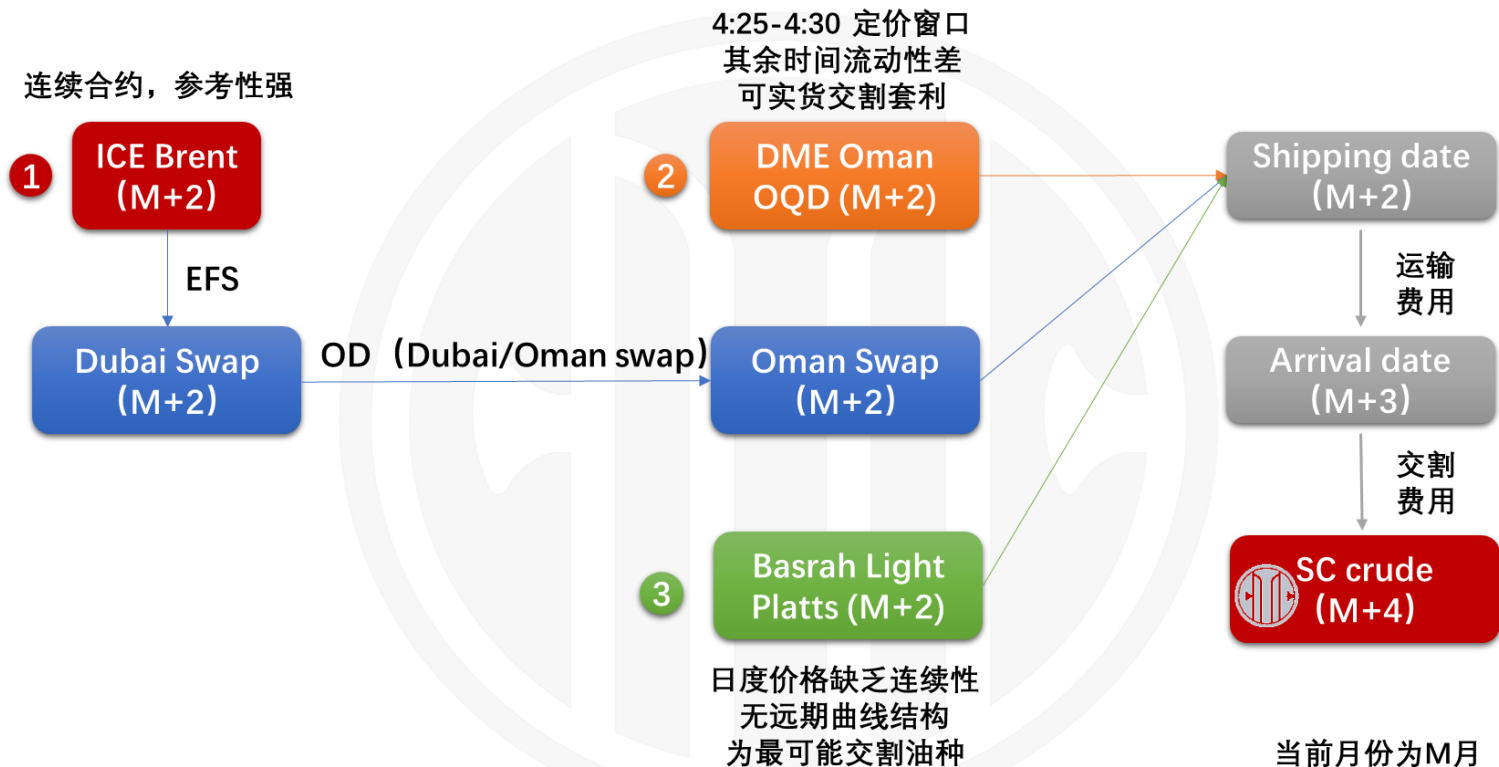 连续合约，参考性强
1
ICE Brent
（M+2）
EFS
Dubai Swap
（M+2）
OD（Dubai/Oman swap）
4:25-4:30 定价窗口
其余时间流动性差
可实货交割套利
2
DME Oman
OQD (M+2)
Oman Swap
（M+2）
3
Basrah Light
Platts (M+2)
日度价格缺乏连续性
无远期曲线结构
为最可能交割油种
Shipping date
（M+2）
运输
费用
Arrival date
（M+3）
交割
费用
SC crude
（M+4）
当前月份为M月